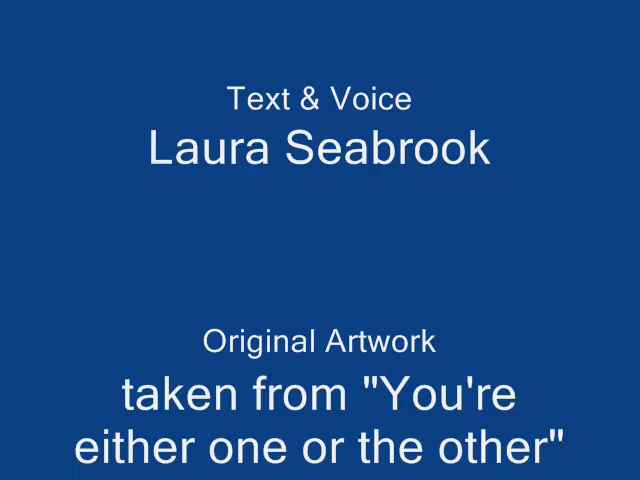 Text & Voice
Laura Seabrook
Original Artwork
taken from "You're
either one or the other"